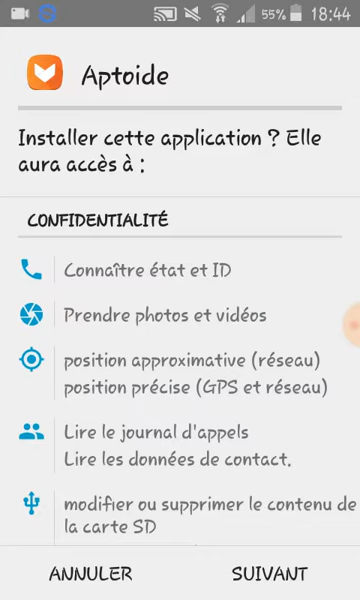 55% 18:44
Aptoide
Installer cette application ? Elle
aura accès à :
CONFIDENTIALITÉ
Connaître état et ID
Prendre photos et vidéos
position approximative (réseau)
position précise (GPS et réseau)
Lire le journal d'appels
Lire les données de contact.
modifier ou supprimer le contenu de
la carte SD
ANNULER SUIVANT